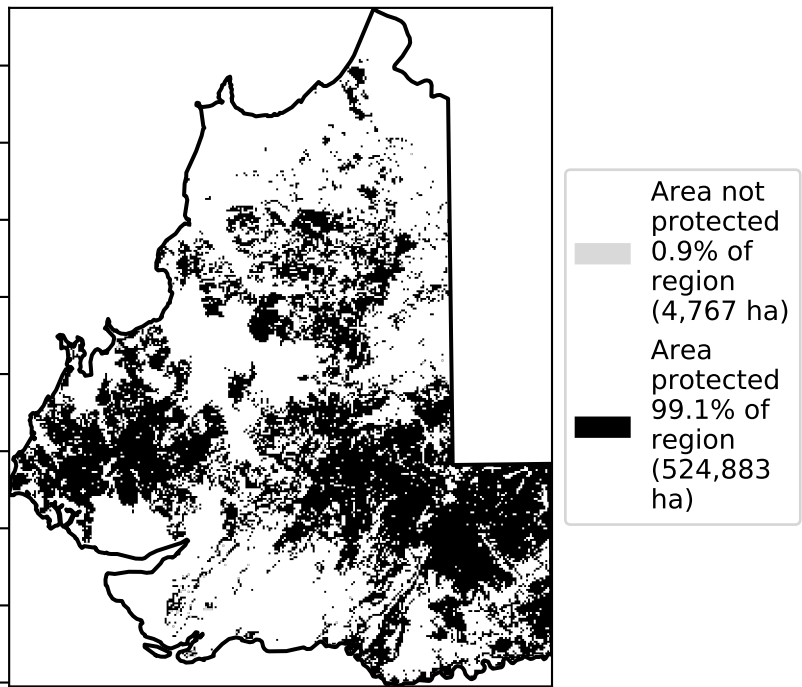 Area not
protected
0.9% of
region
(4,767 ha)
Area
protected
99.1% of
region
(524,883
ha)